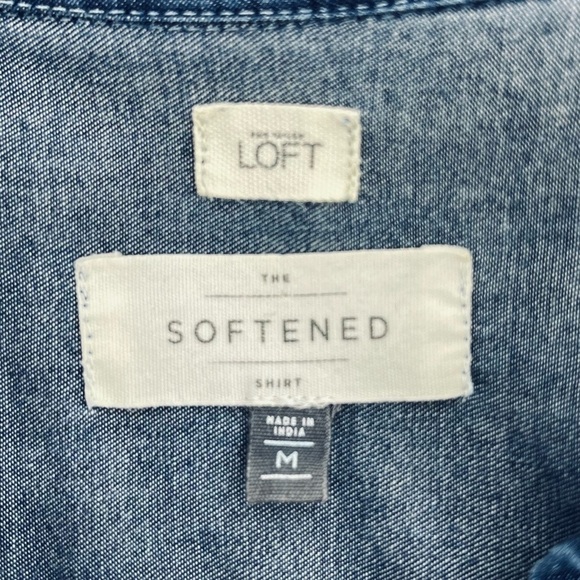 LOFT
THE
SOFTENED
SHIRT
MADE IN
INDIA
M